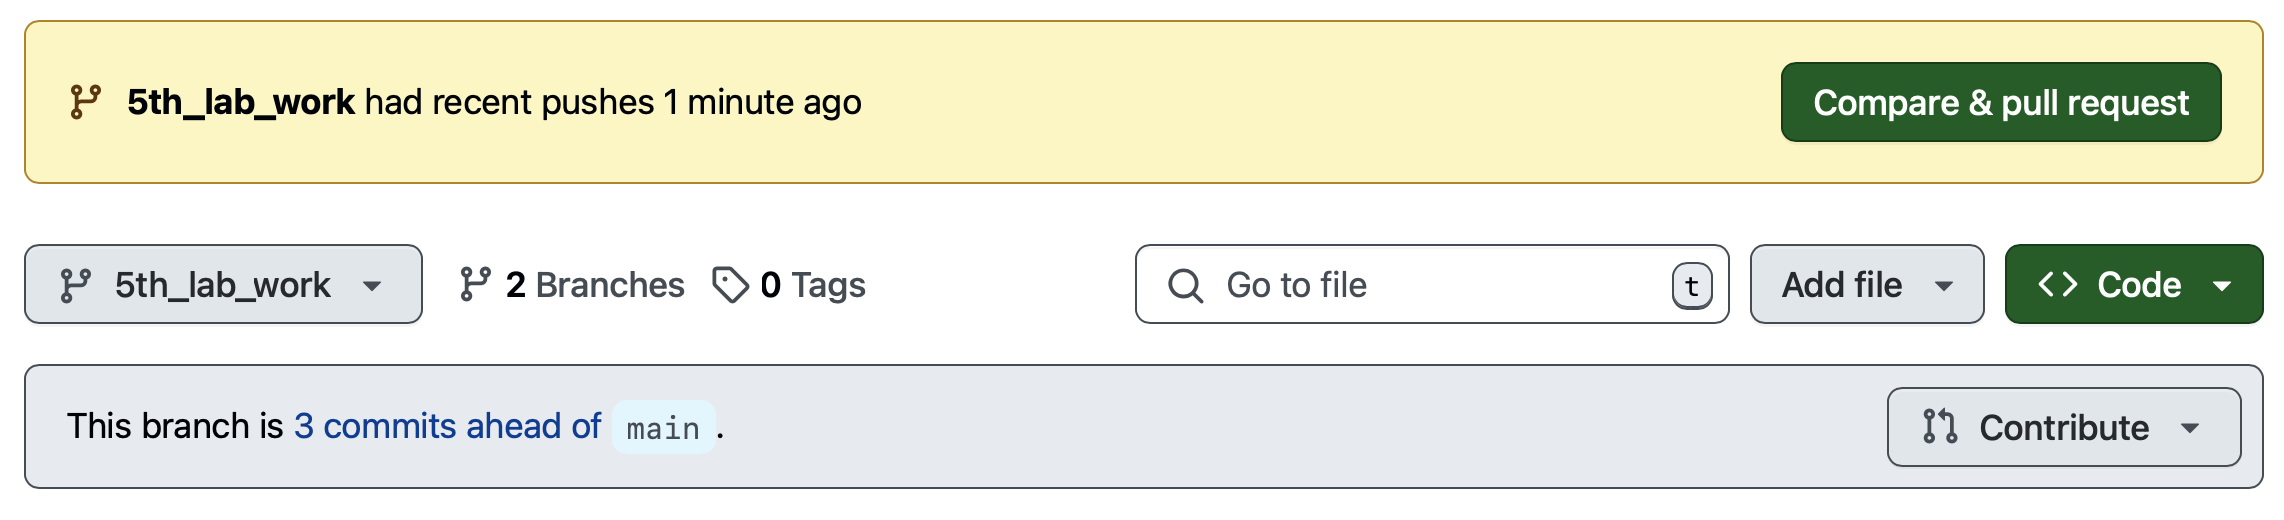 5th_lab_work had recent pushes 1 minute ago
Compare & pull request
5th_lab_work
2 Branches
0 Tags
Go to file
t
Add file
Code
This branch is 3 commits ahead of main.
Contribute